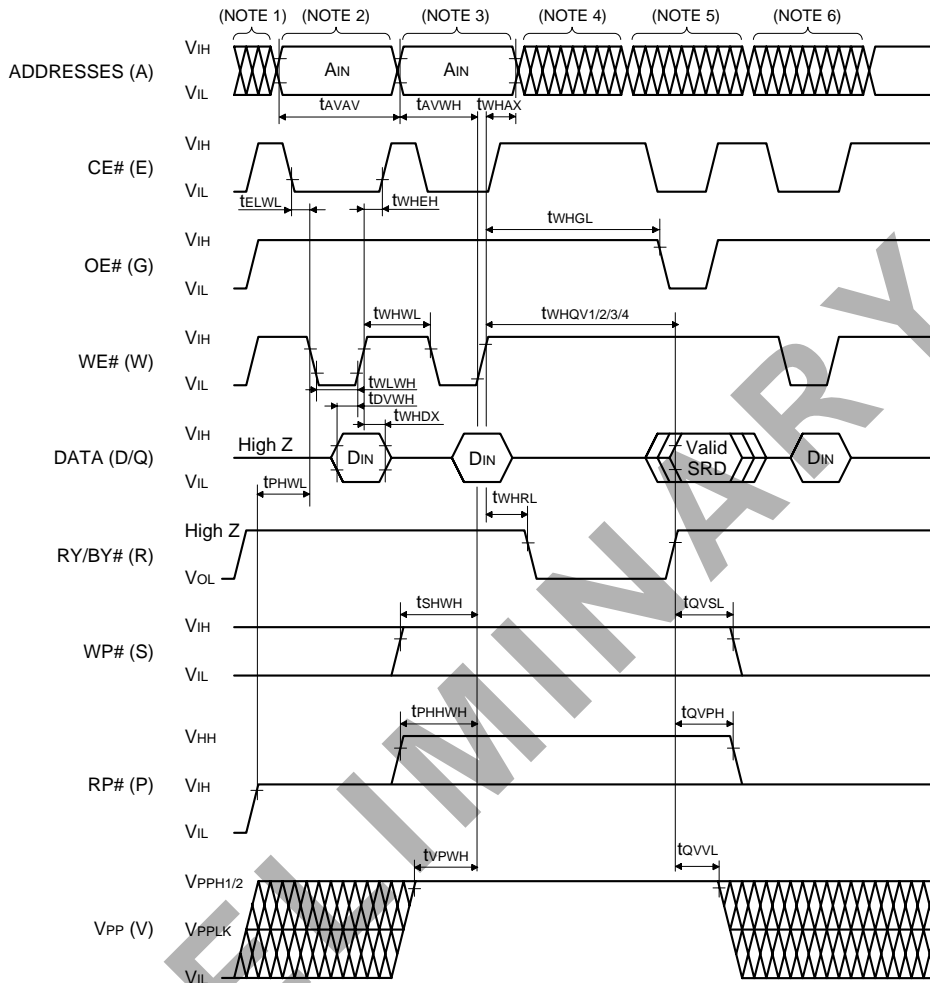 (NOTE 1) (NOTE 2) (NOTE 3) (NOTE 4) (NOTE 5) (NOTE 6)
VIH
ADDRESSES (A) AIN AIN
VIL
tAVAV tAVWH tWHAX
VIH
CE# (E)
VIL
tELWL tWHEH
tWHGL
VIH
OE# (G)
VIL
tWHWL tWHQV1/2/3/4
VIH
WE# (W)
VIL
tWLWH
tDVWH
tWHDX
VIH
DATA (D/Q) High Z DIN DIN Valid SRD DIN
VIL
tPHWL
tWHRL
High Z
RY/BY# (R)
VOL
tSHWH tQVSL
VIH
WP# (S)
VIL
tPHHWH tQVPH
VHH
RP# (P) VIH
VIL
tVPWH tQVVL
VPPH1/2
VPP (V) VPPLK
VIL
PRELIMINARY